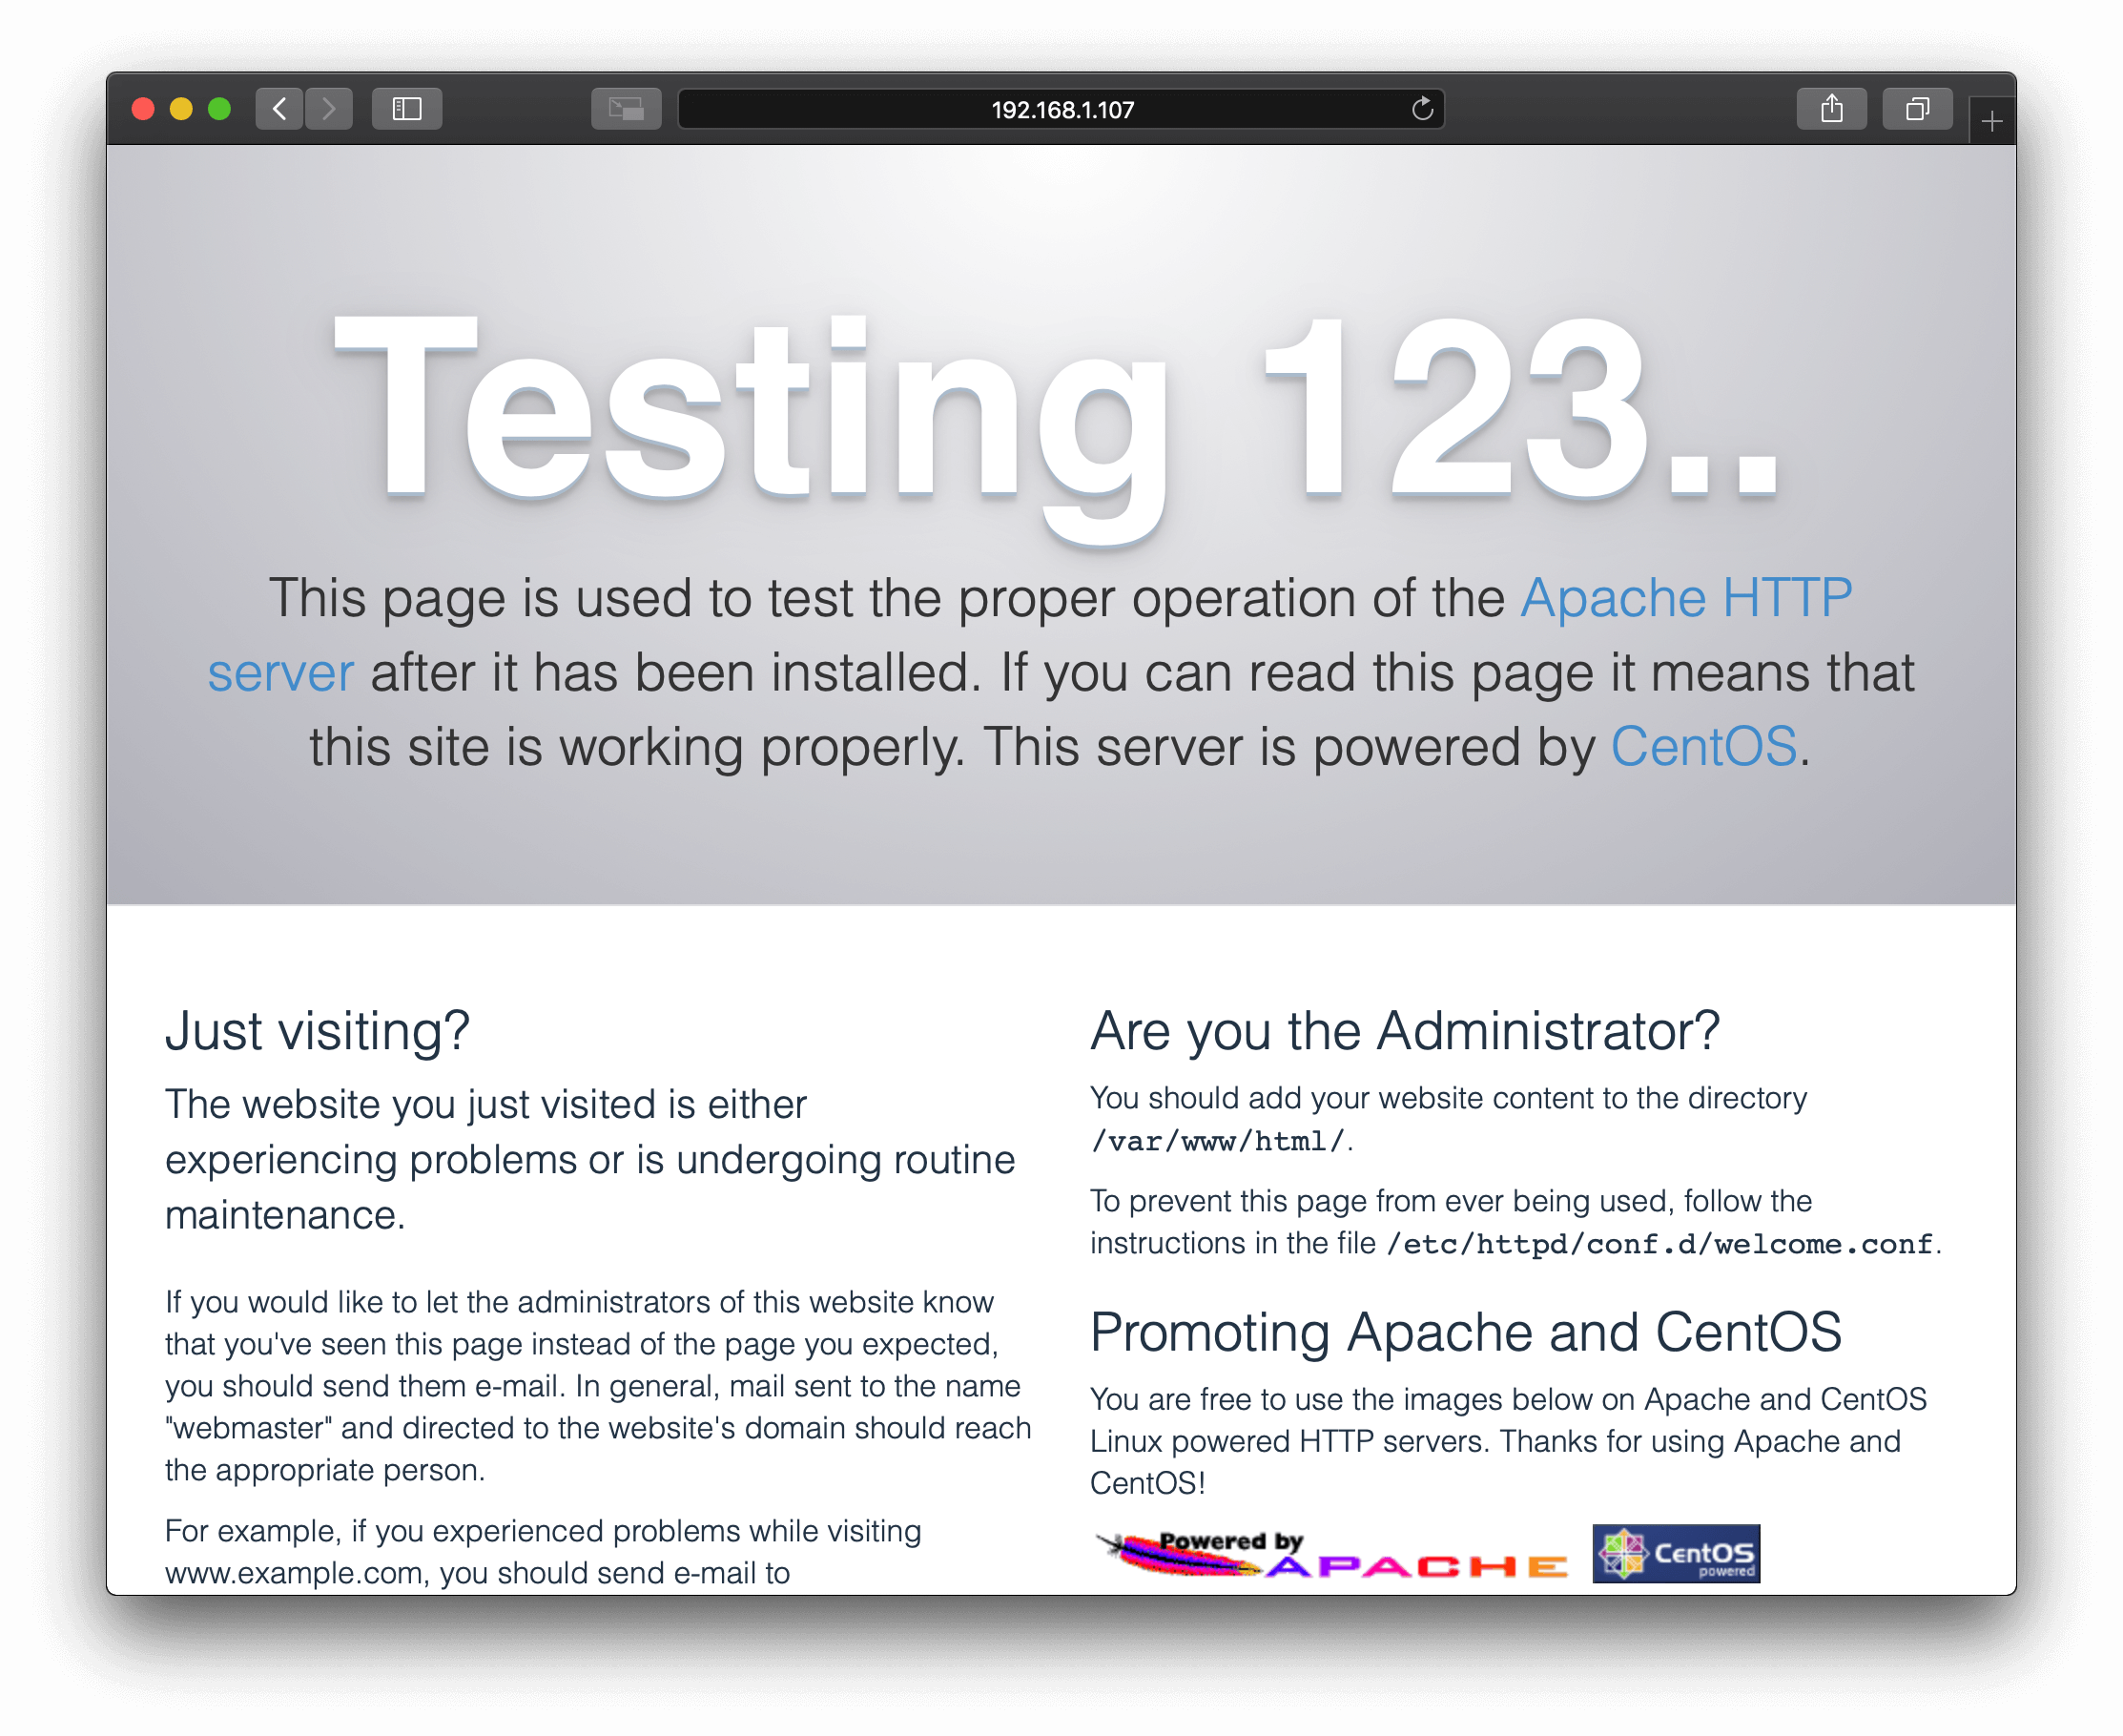 192.168.1.107
Testing 123..
This page is used to test the proper operation of the Apache HTTP
server after it has been installed. If you can read this page it means that
this site is working properly. This server is powered by CentOS.
Just visiting?
The website you just visited is either
experiencing problems or is undergoing routine
maintenance.
If you would like to let the administrators of this website know
that you've seen this page instead of the page you expected,
you should send them e-mail. In general, mail sent to the name
"webmaster" and directed to the website's domain should reach
the appropriate person.
For example, if you experienced problems while visiting
www.example.com, you should send e-mail to
Are you the Administrator?
You should add your website content to the directory
/var/www/html/.
To prevent this page from ever being used, follow the
instructions in the file /etc/httpd/conf.d/welcome.conf.
Promoting Apache and CentOS
You are free to use the images below on Apache and CentOS
Linux powered HTTP servers. Thanks for using Apache and
CentOS!
Powered by
APACHE
CentOS
powered